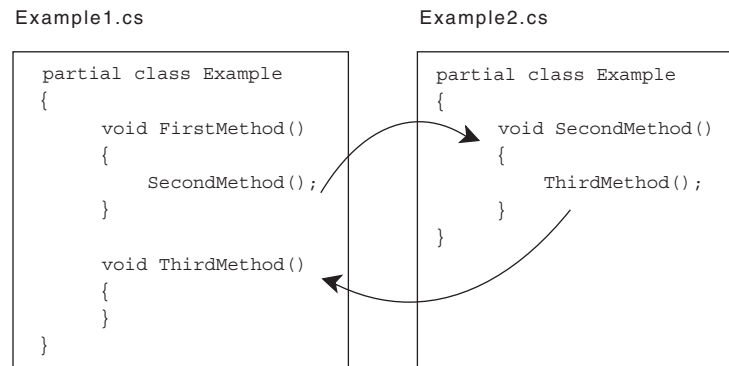 Example1.cs
partial class Example
{
void FirstMethod()
{
SecondMethod();
}
void ThirdMethod()
{
}
}
Example2.cs
partial class Example
{
void SecondMethod()
{
ThirdMethod();
}
}